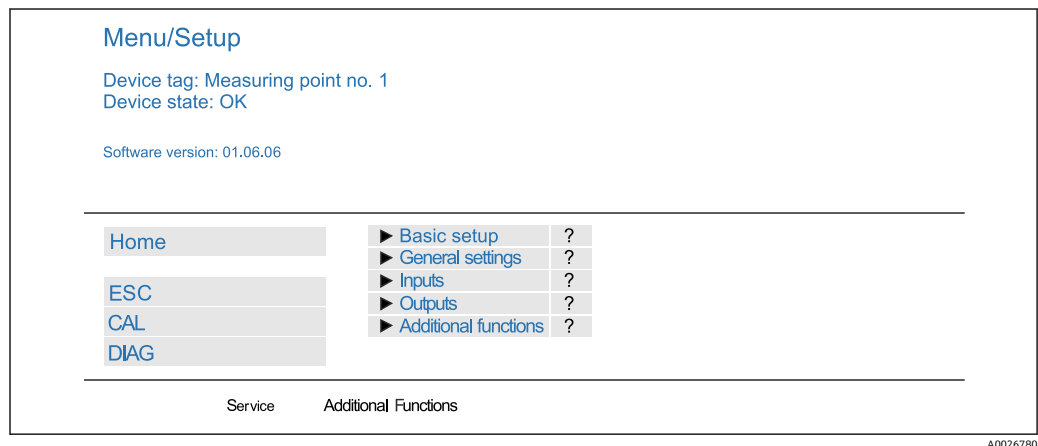 Menu/Setup
Device tag: Measuring point no. 1
Device state: OK
Software version: 01.06.06
Home
ESC
CAL
DIAG
► Basic setup ?
► General settings ?
► Inputs ?
► Outputs ?
► Additional functions ?
Service Additional Functions
A0026780